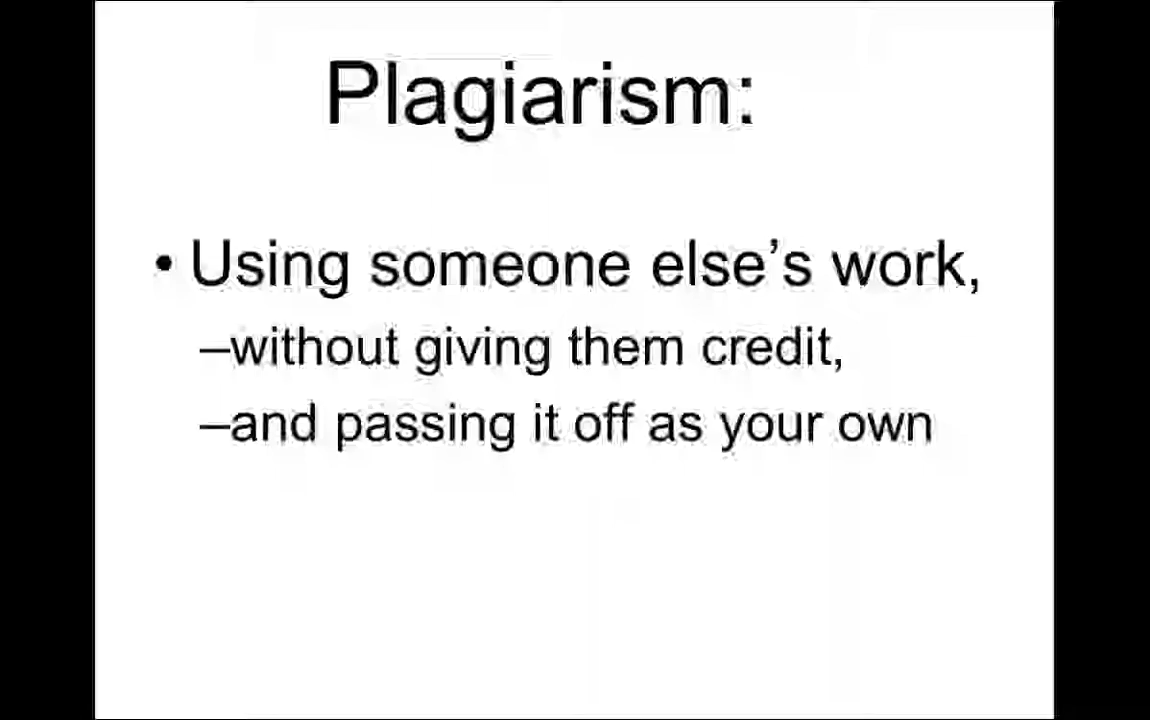 Plagiarism:
• Using someone else’s work,
–without giving them credit,
–and passing it off as your own